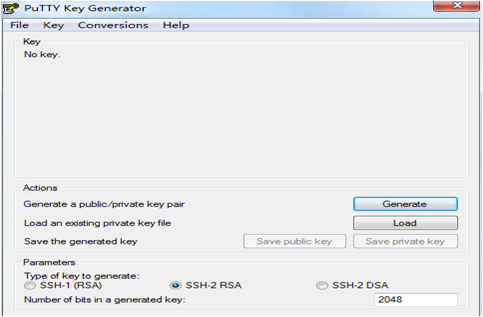 PuTTY Key Generator
File Key Conversions Help
Key
No key.
Actions
Generate a public/private key pair Generate
Load an existing private key file Load
Save the generated key Save public key Save private key
Parameters
Type of key to generate:
SSH-1 (RSA) SSH-2 RSA SSH-2 DSA
Number of bits in a generated key: 2048